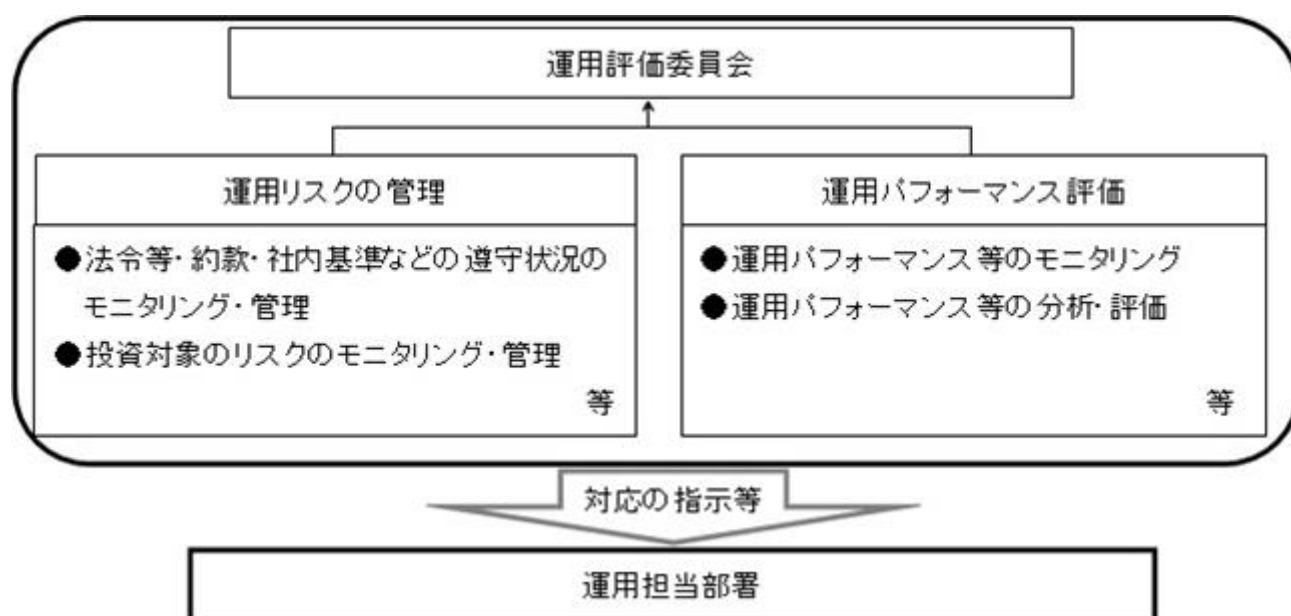 運用評価委員会
運用リスクの管理
●法令等・約款・社内基準などの遵守状況の
モニタリング・管理
●投資対象のリスクのモニタリング・管理
等
運用パフォーマンス評価
●運用パフォーマンス等のモニタリング
●運用パフォーマンス等の分析・評価
等
対応の指示等
運用担当部署